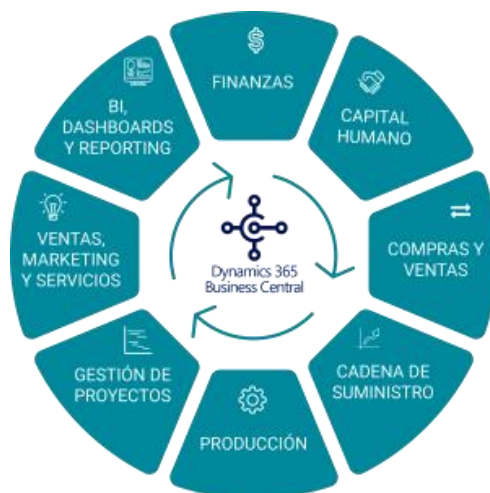 FINANZAS
CAPITAL
HUMANO
COMPRAS Y
VENTAS
CADENA DE
SUMINISTRO
PRODUCCIÓN
GESTIÓN DE
PROYECTOS
VENTAS,
MARKETING
Y SERVICIOS
BI,
DASHBOARDS
Y REPORTING
Dynamics 365
Business Central